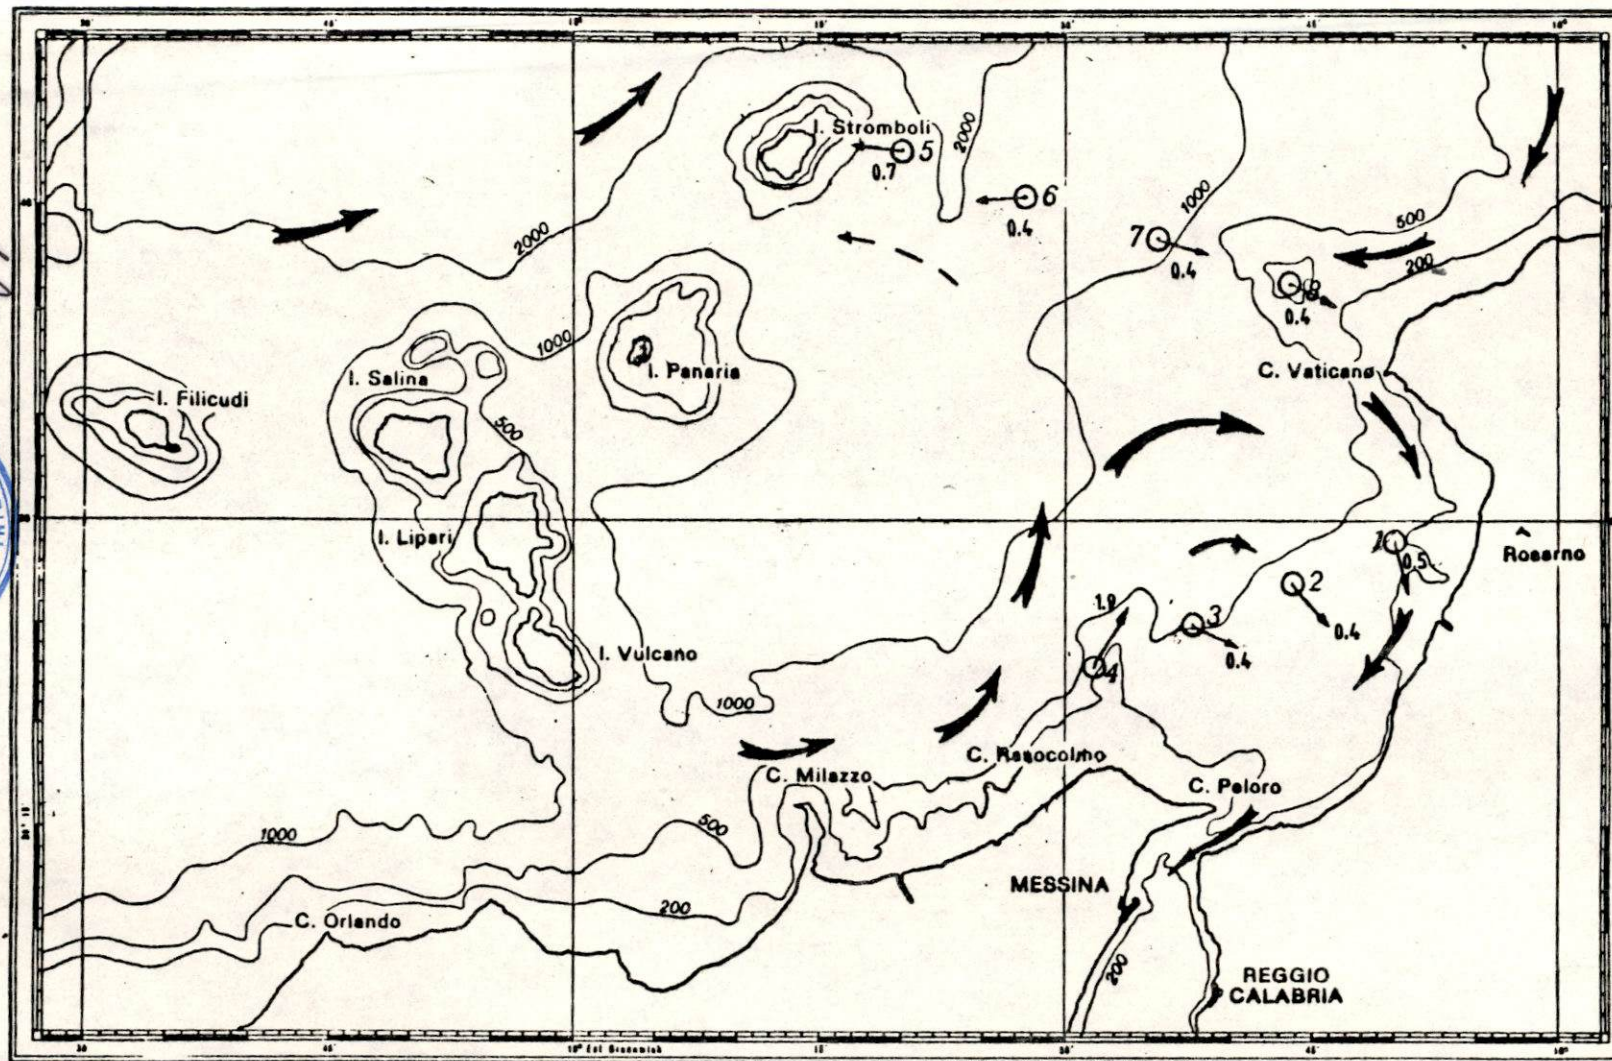 I. Stromboli
5
0.7
2000
6
0.4
1000
500
7
0.4
200
8
0.4
2000
1000
I. Panaria
C. Vaticano
I. Salina
I. Filicudi
500
I. Lipari
1
0.5
Rosarno
2
0.4
3
0.4
4
I. Vulcano
1000
C. Rasocolmo
C. Milazzo
C. Peloro
500
1000
MESSINA
200
C. Orlando
200
REGGIO
CALABRIA